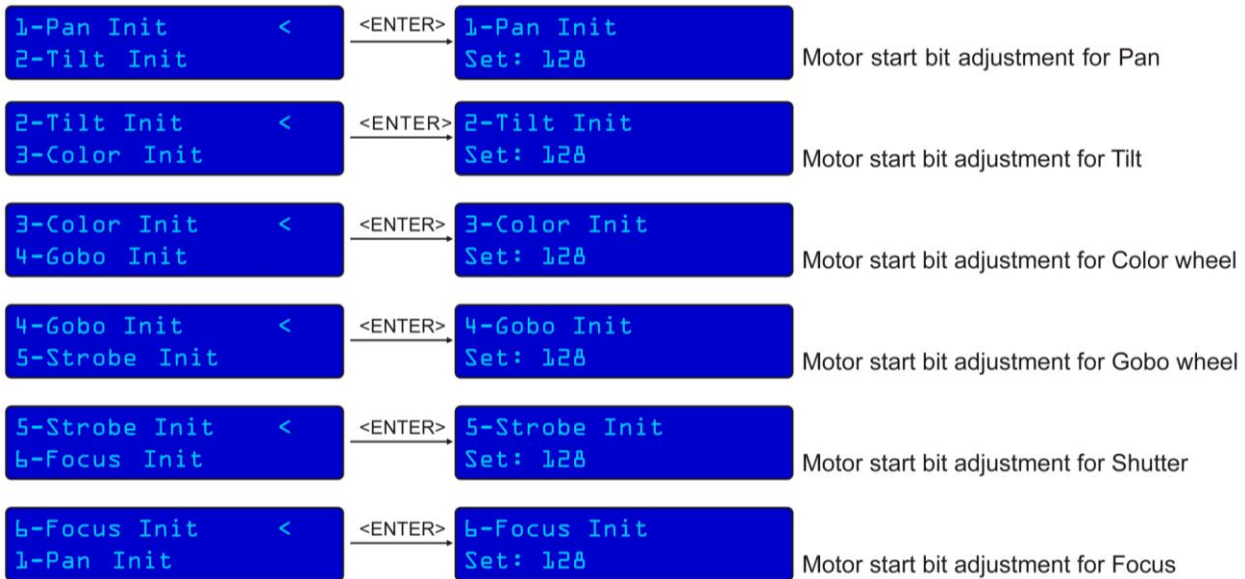 1-Pan Init <
2-Tilt Init
<ENTER>
1-Pan Init
Set: 128
Motor start bit adjustment for Pan
2-Tilt Init <
3-Color Init
<ENTER>
2-Tilt Init
Set: 128
Motor start bit adjustment for Tilt
3-Color Init <
4-Gobo Init
<ENTER>
3-Color Init
Set: 128
Motor start bit adjustment for Color wheel
4-Gobo Init <
5-Strobe Init
<ENTER>
4-Gobo Init
Set: 128
Motor start bit adjustment for Gobo wheel
5-Strobe Init <
6-Focus Init
<ENTER>
5-Strobe Init
Set: 128
Motor start bit adjustment for Shutter
6-Focus Init <
1-Pan Init
<ENTER>
6-Focus Init
Set: 128
Motor start bit adjustment for Focus